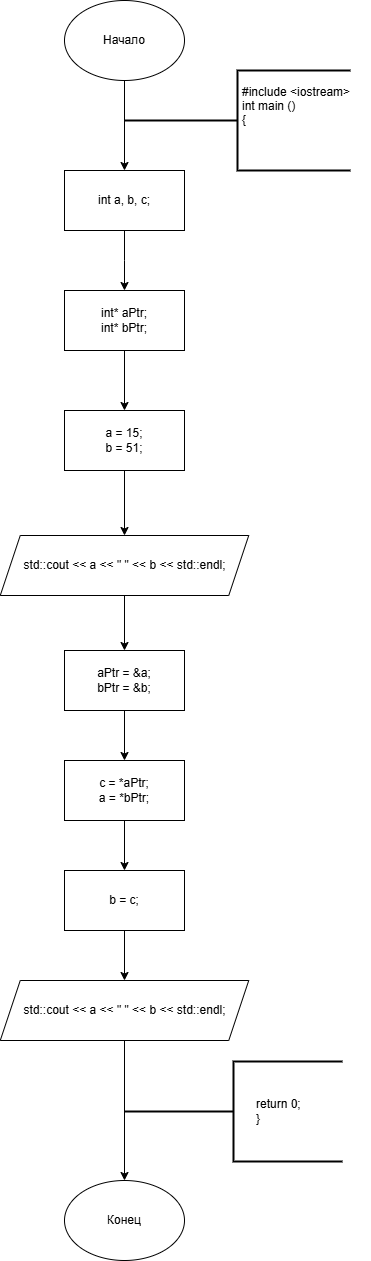 Начало
#include <iostream>
int main ()
{
int a, b, c;
int* aPtr;
int* bPtr;
a = 15;
b = 51;
std::cout << a << " " << b << std::endl;
aPtr = &a;
bPtr = &b;
c = *aPtr;
a = *bPtr;
b = c;
std::cout << a << " " << b << std::endl;
return 0;
}
Конец